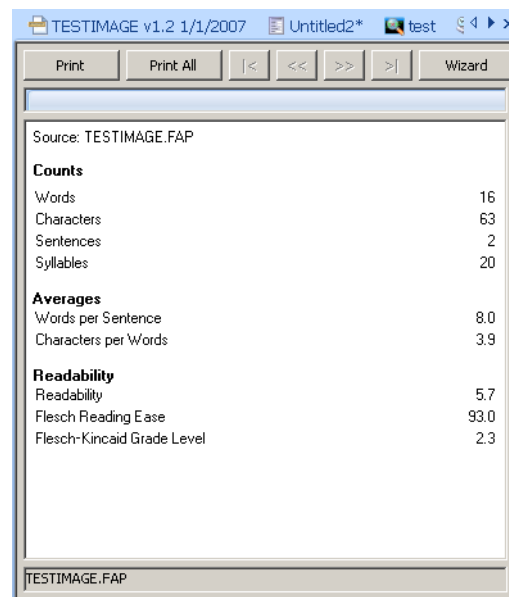 TESTIMAGE v1.2 1/1/2007 Untitled2* test
Print Print All |< << >> >| Wizard
Source: TESTIMAGE.FAP
Counts
Words 16
Characters 63
Sentences 2
Syllables 20
Averages
Words per Sentence 8.0
Characters per Words 3.9
Readability
Readability 5.7
Flesch Reading Ease 93.0
Flesch-Kincaid Grade Level 2.3
TESTIMAGE.FAP